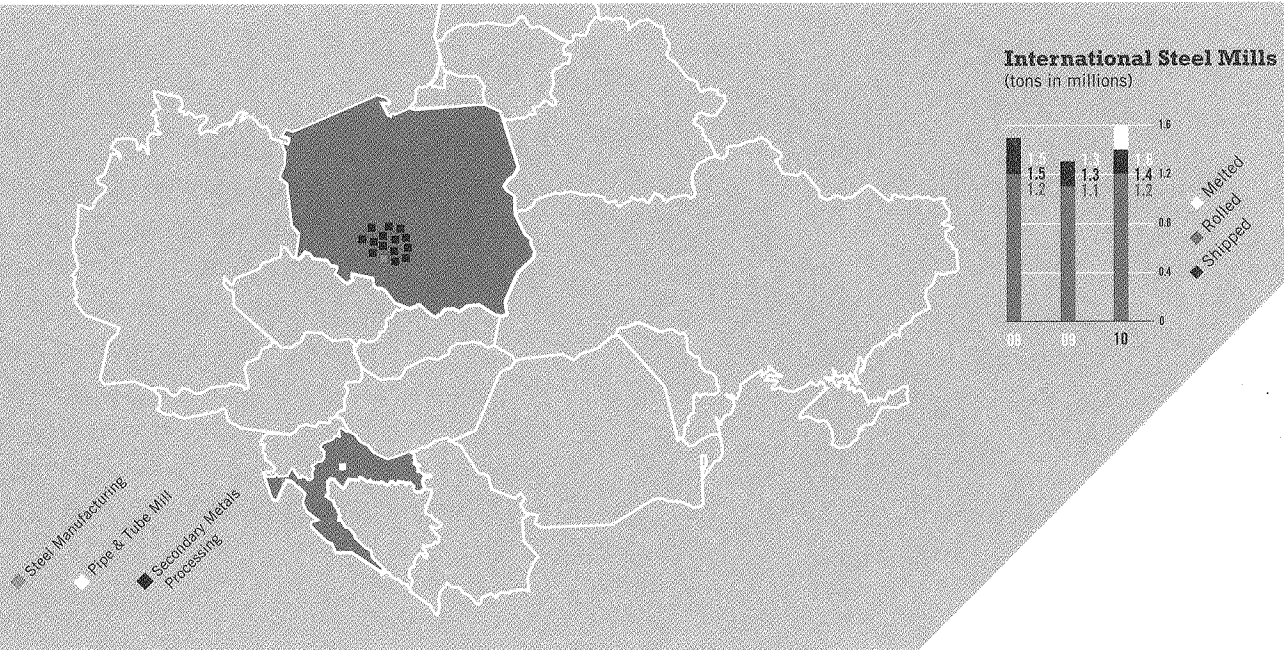 International Steel Mills
(tons in millions)
1.6
1.5 1.3 1.6
1.5 1.3 1.4 1.2
1.2 1.1 1.2
0.8
0.4
0
08 09 10
Melted
Rolled
Shipped
Steel Manufacturing
Pipe & Tube Mill
Secondary Metals
Processing